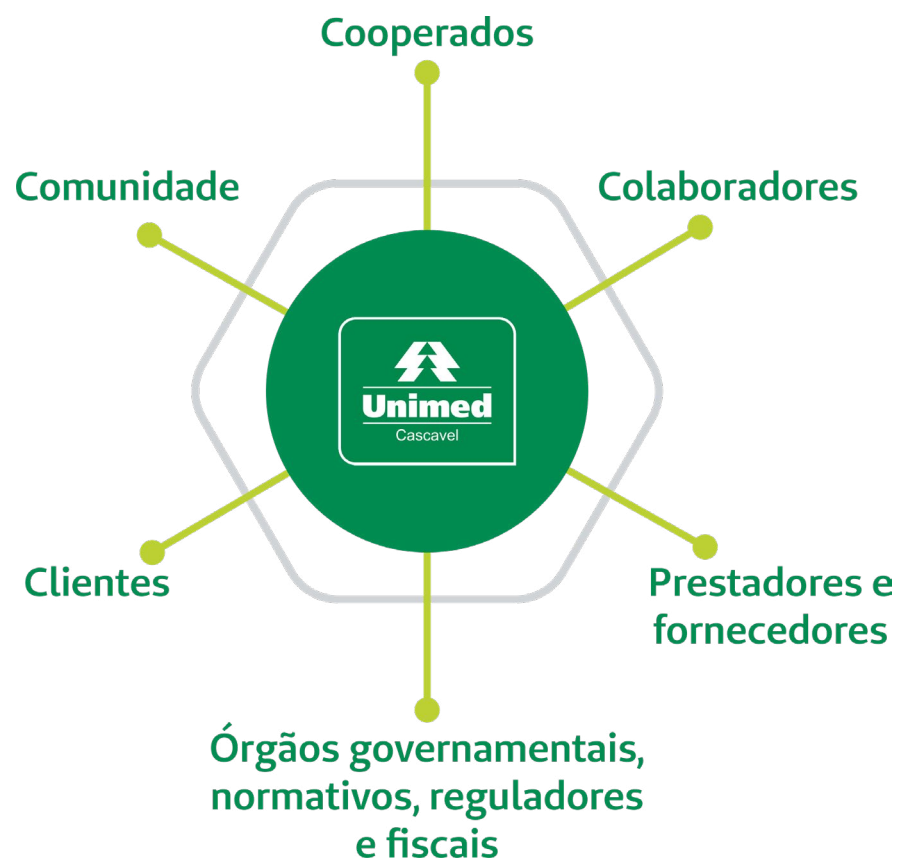 Cooperados
Comunidade
Colaboradores
Unimed
Cascavel
Clientes
Prestadores e
fornecedores
Órgãos governamentais,
normativos, reguladores
e fiscais